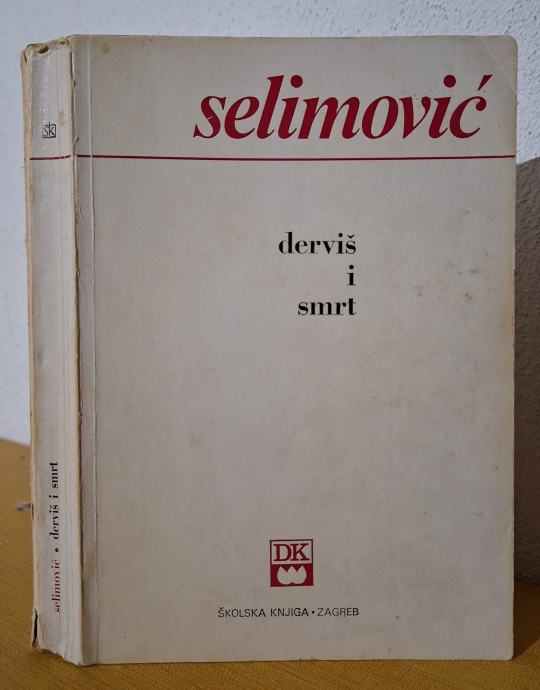 selimović
derviš
i
smrt
DK
ŠKOLSKA KNJIGA • ZAGREB
ŠK
selimović • derviš i smrt